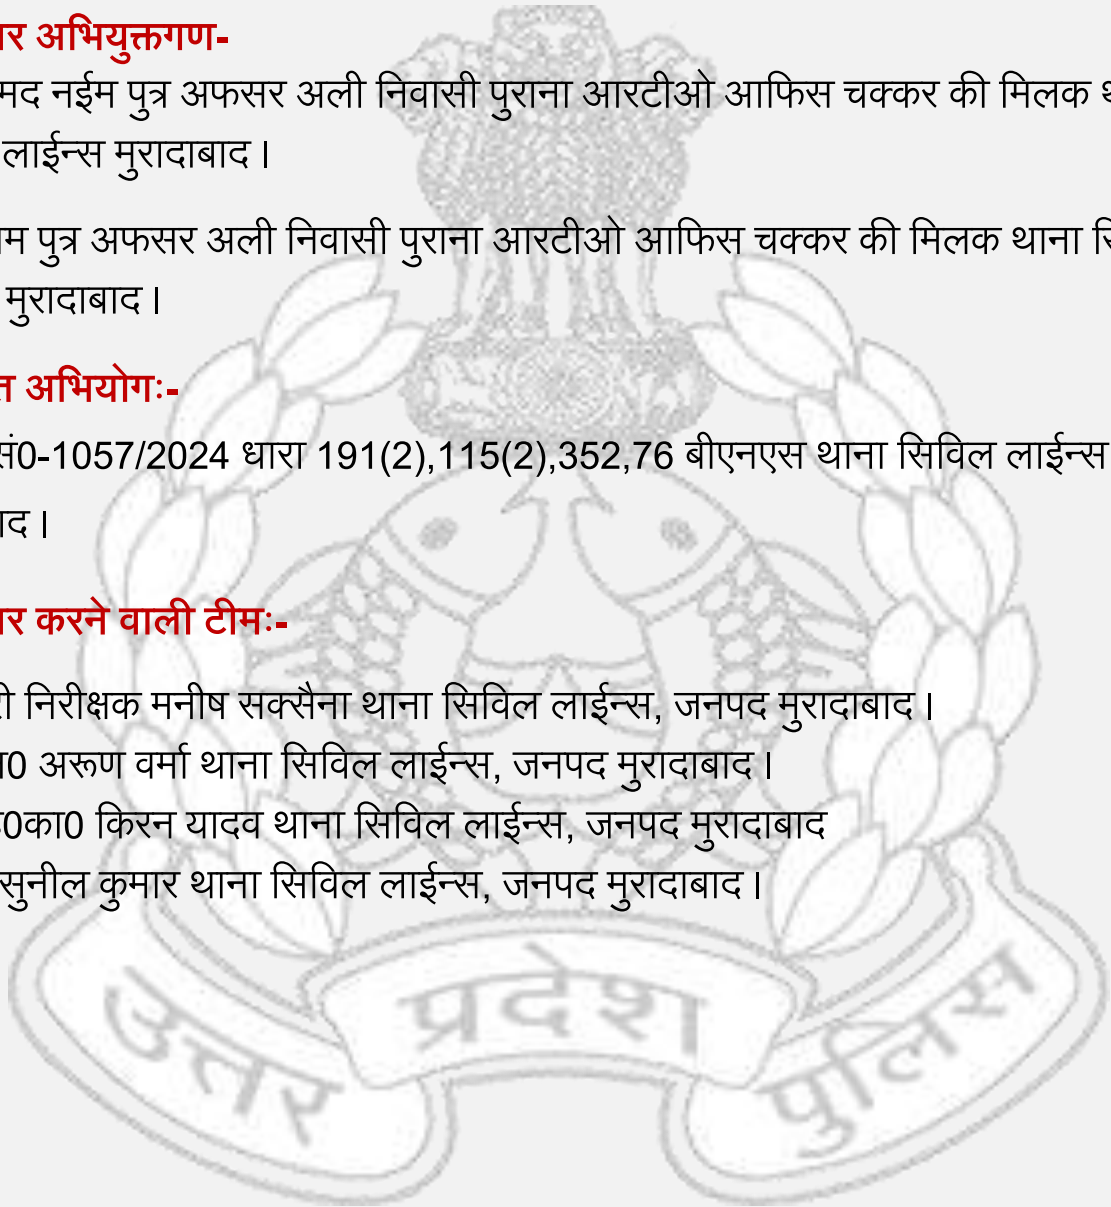 र अभियुक्तगण-
मद नईम पुत्र अफसर अली निवासी पुराना आरटीओ आफिस चक्कर की मिलक
लाईन्स मुरादाबाद ।
म पुत्र अफसर अली निवासी पुराना आरटीओ आफिस चक्कर की मिलक थाना
मुरादाबाद ।
त अभियोगः-
सं0-1057/2024 धारा 191(2),115(2),352,76 बीएनएस थाना सिविल लाईन्स
ाद ।
र करने वाली टीमः-
री निरीक्षक मनीष सक्सैना थाना सिविल लाईन्स, जनपद मुरादाबाद ।
ा0 अरूण वर्मा थाना सिविल लाईन्स, जनपद मुरादाबाद ।
0का0 किरन यादव थाना सिविल लाईन्स, जनपद मुरादाबाद
सुनील कुमार थाना सिविल लाईन्स, जनपद मुरादाबाद ।
उत्तर प्रदेश पुलिस